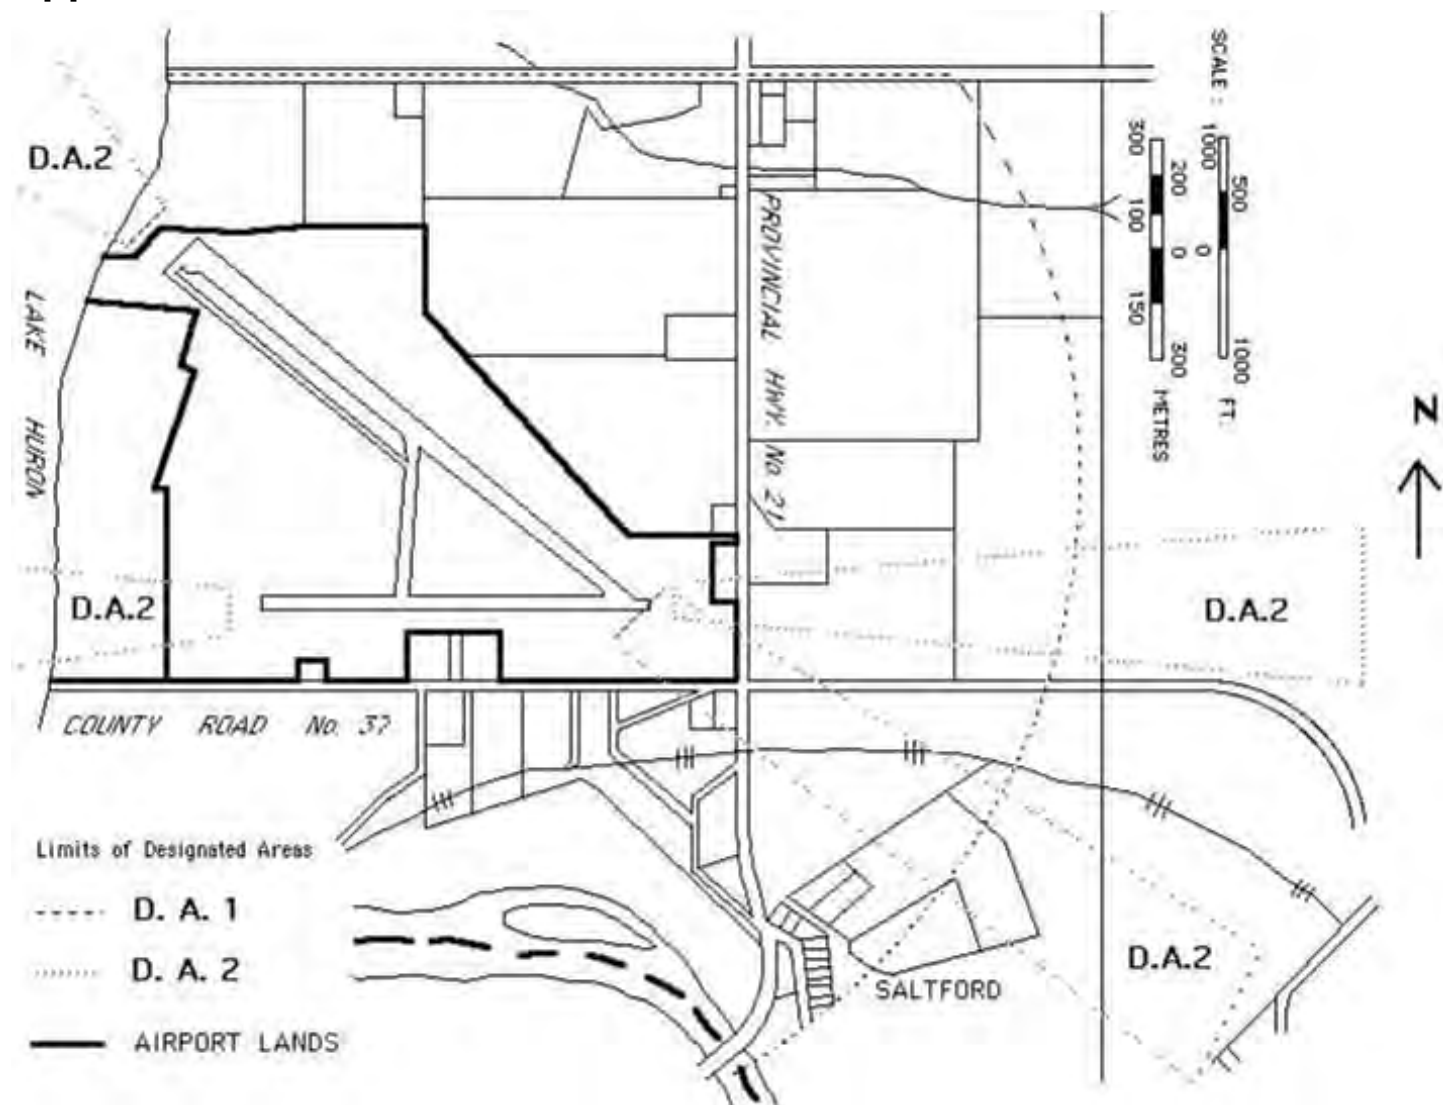 D.A.2
SCALE :
1000 500 0 1000 FT.
300 200 100 0 150 300 METRES
PROVINCIAL HWY. No. 21
LAKE HURON
N
D.A.2
D.A.2
COUNTY ROAD No. 37
Limits of Designated Areas
D. A. 1
D. A. 2
AIRPORT LANDS
SALTFORD
D.A.2